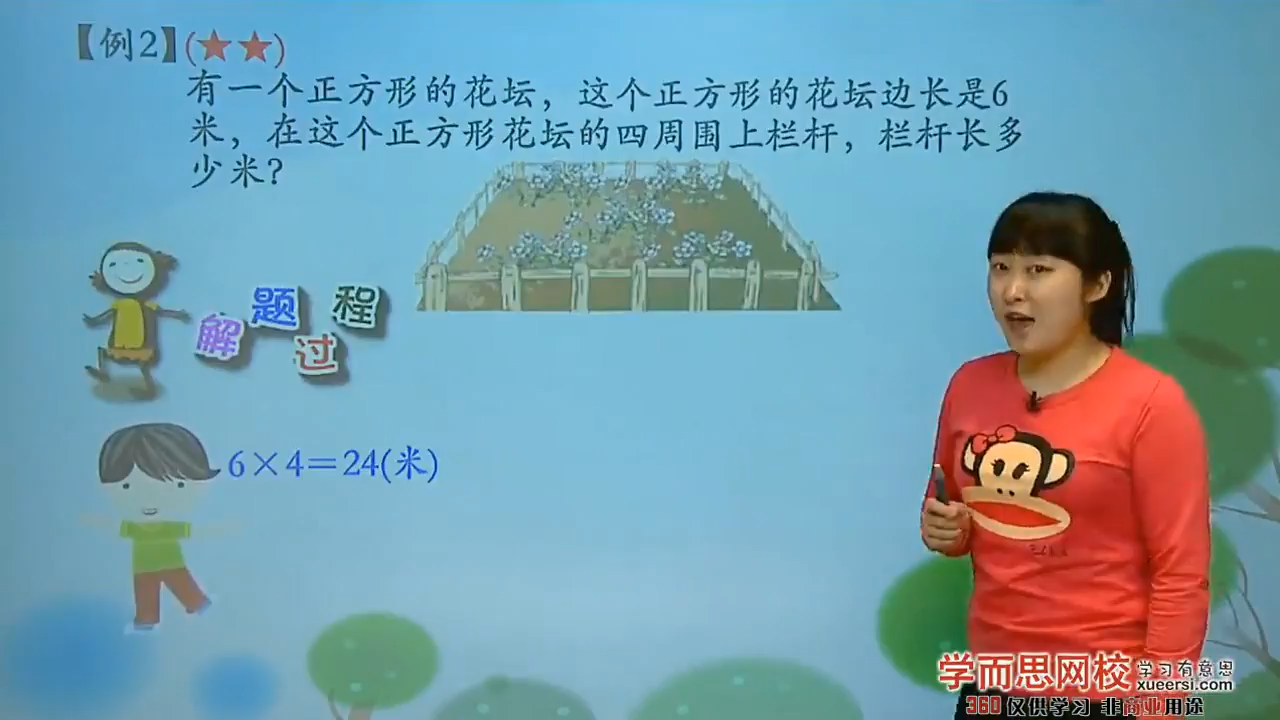 【例2】(★★)
有一个正方形的花坛，这个正方形的花坛边长是6
米，在这个正方形花坛的四周围上栏杆，栏杆长多
少米？
解题过程
6×4＝24(米)
学而思网校 学习有意思
xueersi.com
360 仅供学习 非商业用途